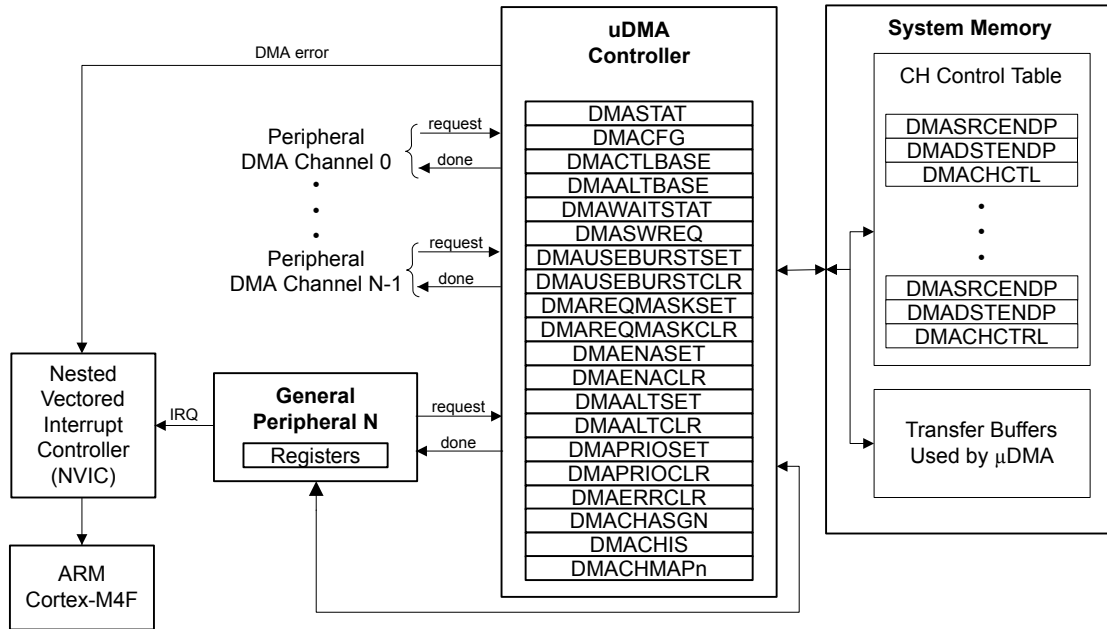 uDMA
Controller
DMASTAT
DMACFG
DMACTLBASE
DMAALTBASE
DMAWAITSTAT
DMASWREQ
DMAUSEBURSTSET
DMAUSEBURSTCLR
DMAREQMASKSET
DMAREQMASKCLR
DMAENASET
DMAENACLR
DMAALTSET
DMAALTCLR
DMAPRIOSET
DMAPRIOCLR
DMAERRCLR
DMACHASGN
DMACHIS
DMACHMAPn
System Memory
CH Control Table
DMASRCENDP
DMADSTENDP
DMACHCTL
DMASRCENDP
DMADSTENDP
DMACHCTRL
Transfer Buffers
Used by μDMA
DMA error
Peripheral
DMA Channel 0
request
done
Peripheral
DMA Channel N-1
request
done
General
Peripheral N
Registers
request
done
IRQ
Nested
Vectored
Interrupt
Controller
(NVIC)
ARM
Cortex-M4F